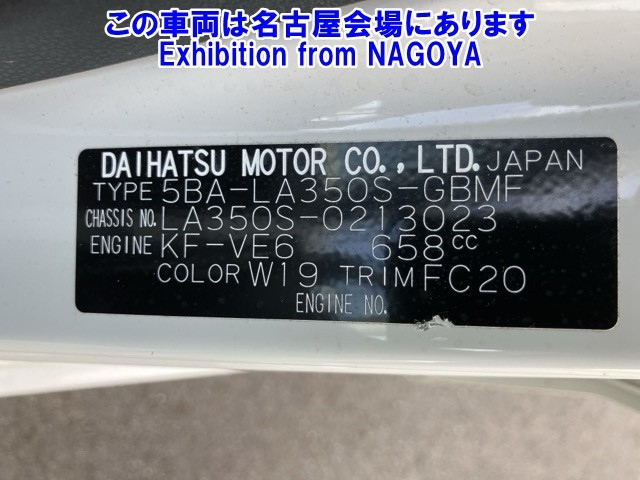 この車両は名古屋会場にあります
Exhibition from NAGOYA
DAIHATSU MOTOR CO., LTD. JAPAN
TYPE 5BA-LA350S-GBMF
CHASSIS NO. LA350S-0213023
ENGINE KF-VE6 658cc
COLOR W19 TRIM FC20
ENGINE NO.